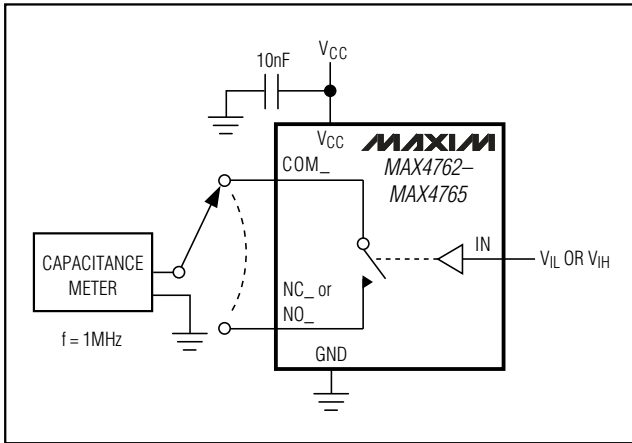 10nF
VCC
VCC
MAXIM
MAX4762–
MAX4765
COM_
IN
VIL OR VIH
CAPACITANCE
METER
NC_ or
NO_
f = 1MHz
GND